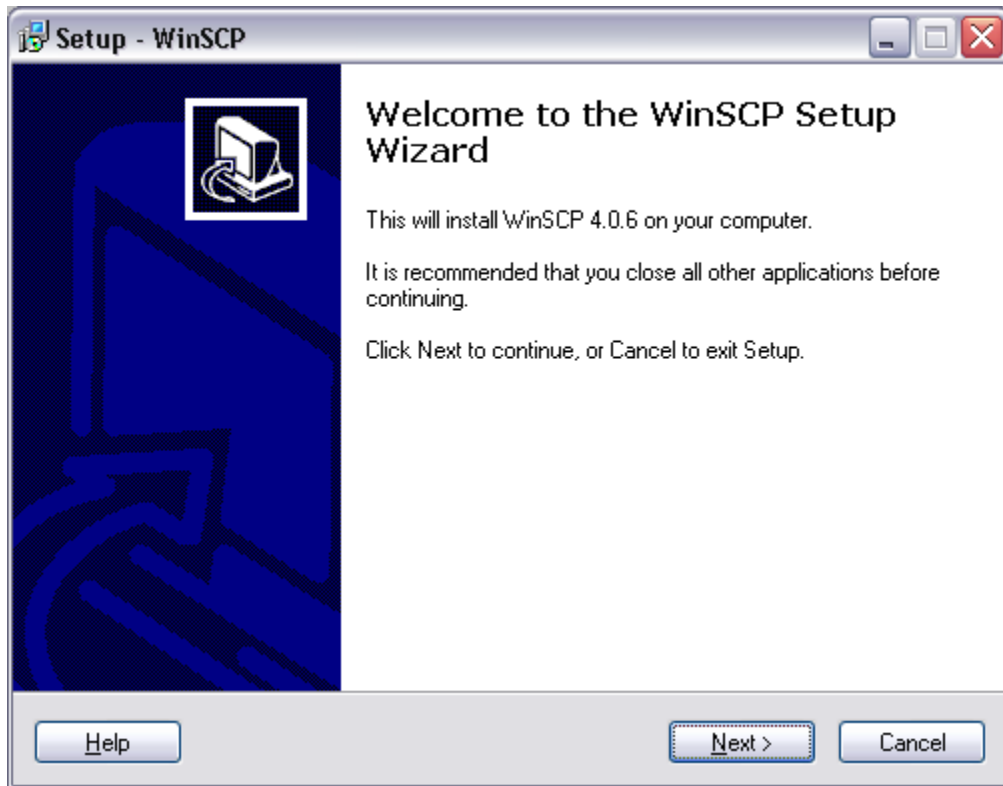 Setup - WinSCP
Welcome to the WinSCP Setup
Wizard
This will install WinSCP 4.0.6 on your computer.
It is recommended that you close all other applications before
continuing.
Click Next to continue, or Cancel to exit Setup.
Help
Next >
Cancel